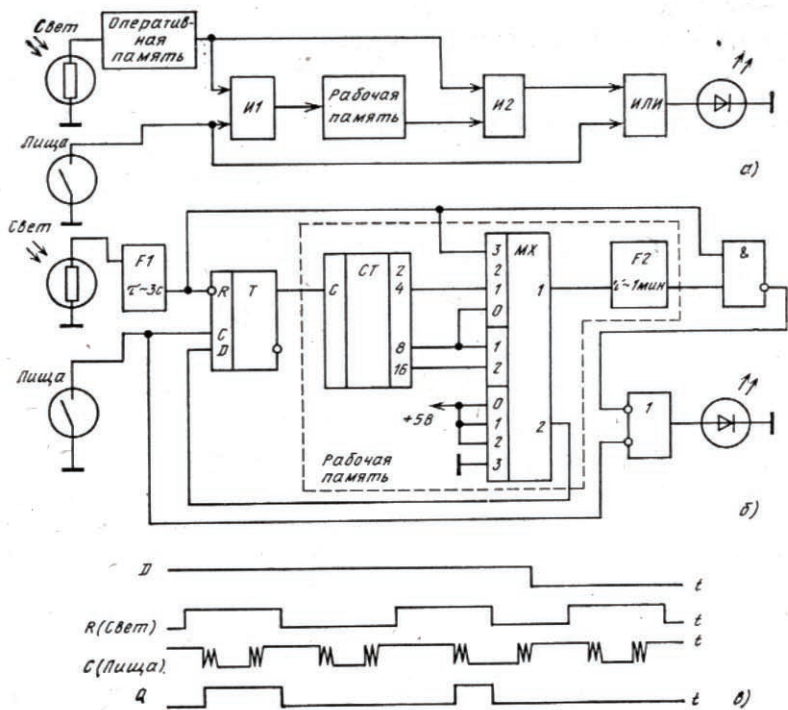 Свет
Оператив-
ная
память
И1
Рабочая
память
И2
ИЛИ
Пища
а)
Свет
F1
τ~3с
R
T
C
D
C
CT
2
4
8
16
3
2
1
0
1
2
0
1
2
3
MX
1
2
F2
τ~1мин
&
Пища
+5В
Рабочая
память
1
б)
D
t
R(Свет)
t
C(Пища)
t
Q
t
в)